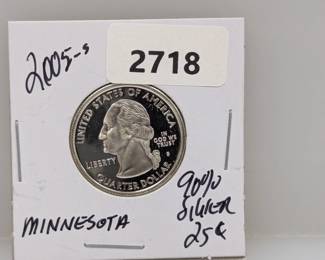 2005-s
2718
UNITED STATES OF AMERICA
LIBERTY
IN
GOD WE
TRUST
S
QUARTER DOLLAR
MINNESOTA
90%
SILVER
25¢